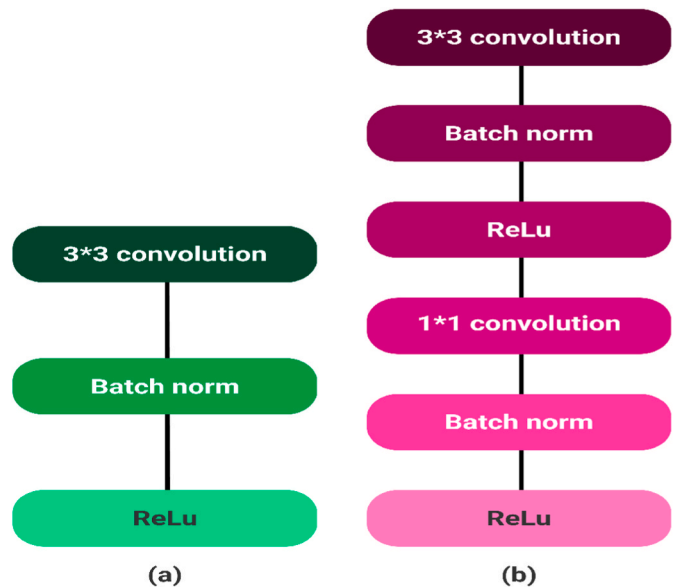 3*3 convolution
Batch norm
ReLu
(a)
3*3 convolution
Batch norm
ReLu
1*1 convolution
Batch norm
ReLu
(b)